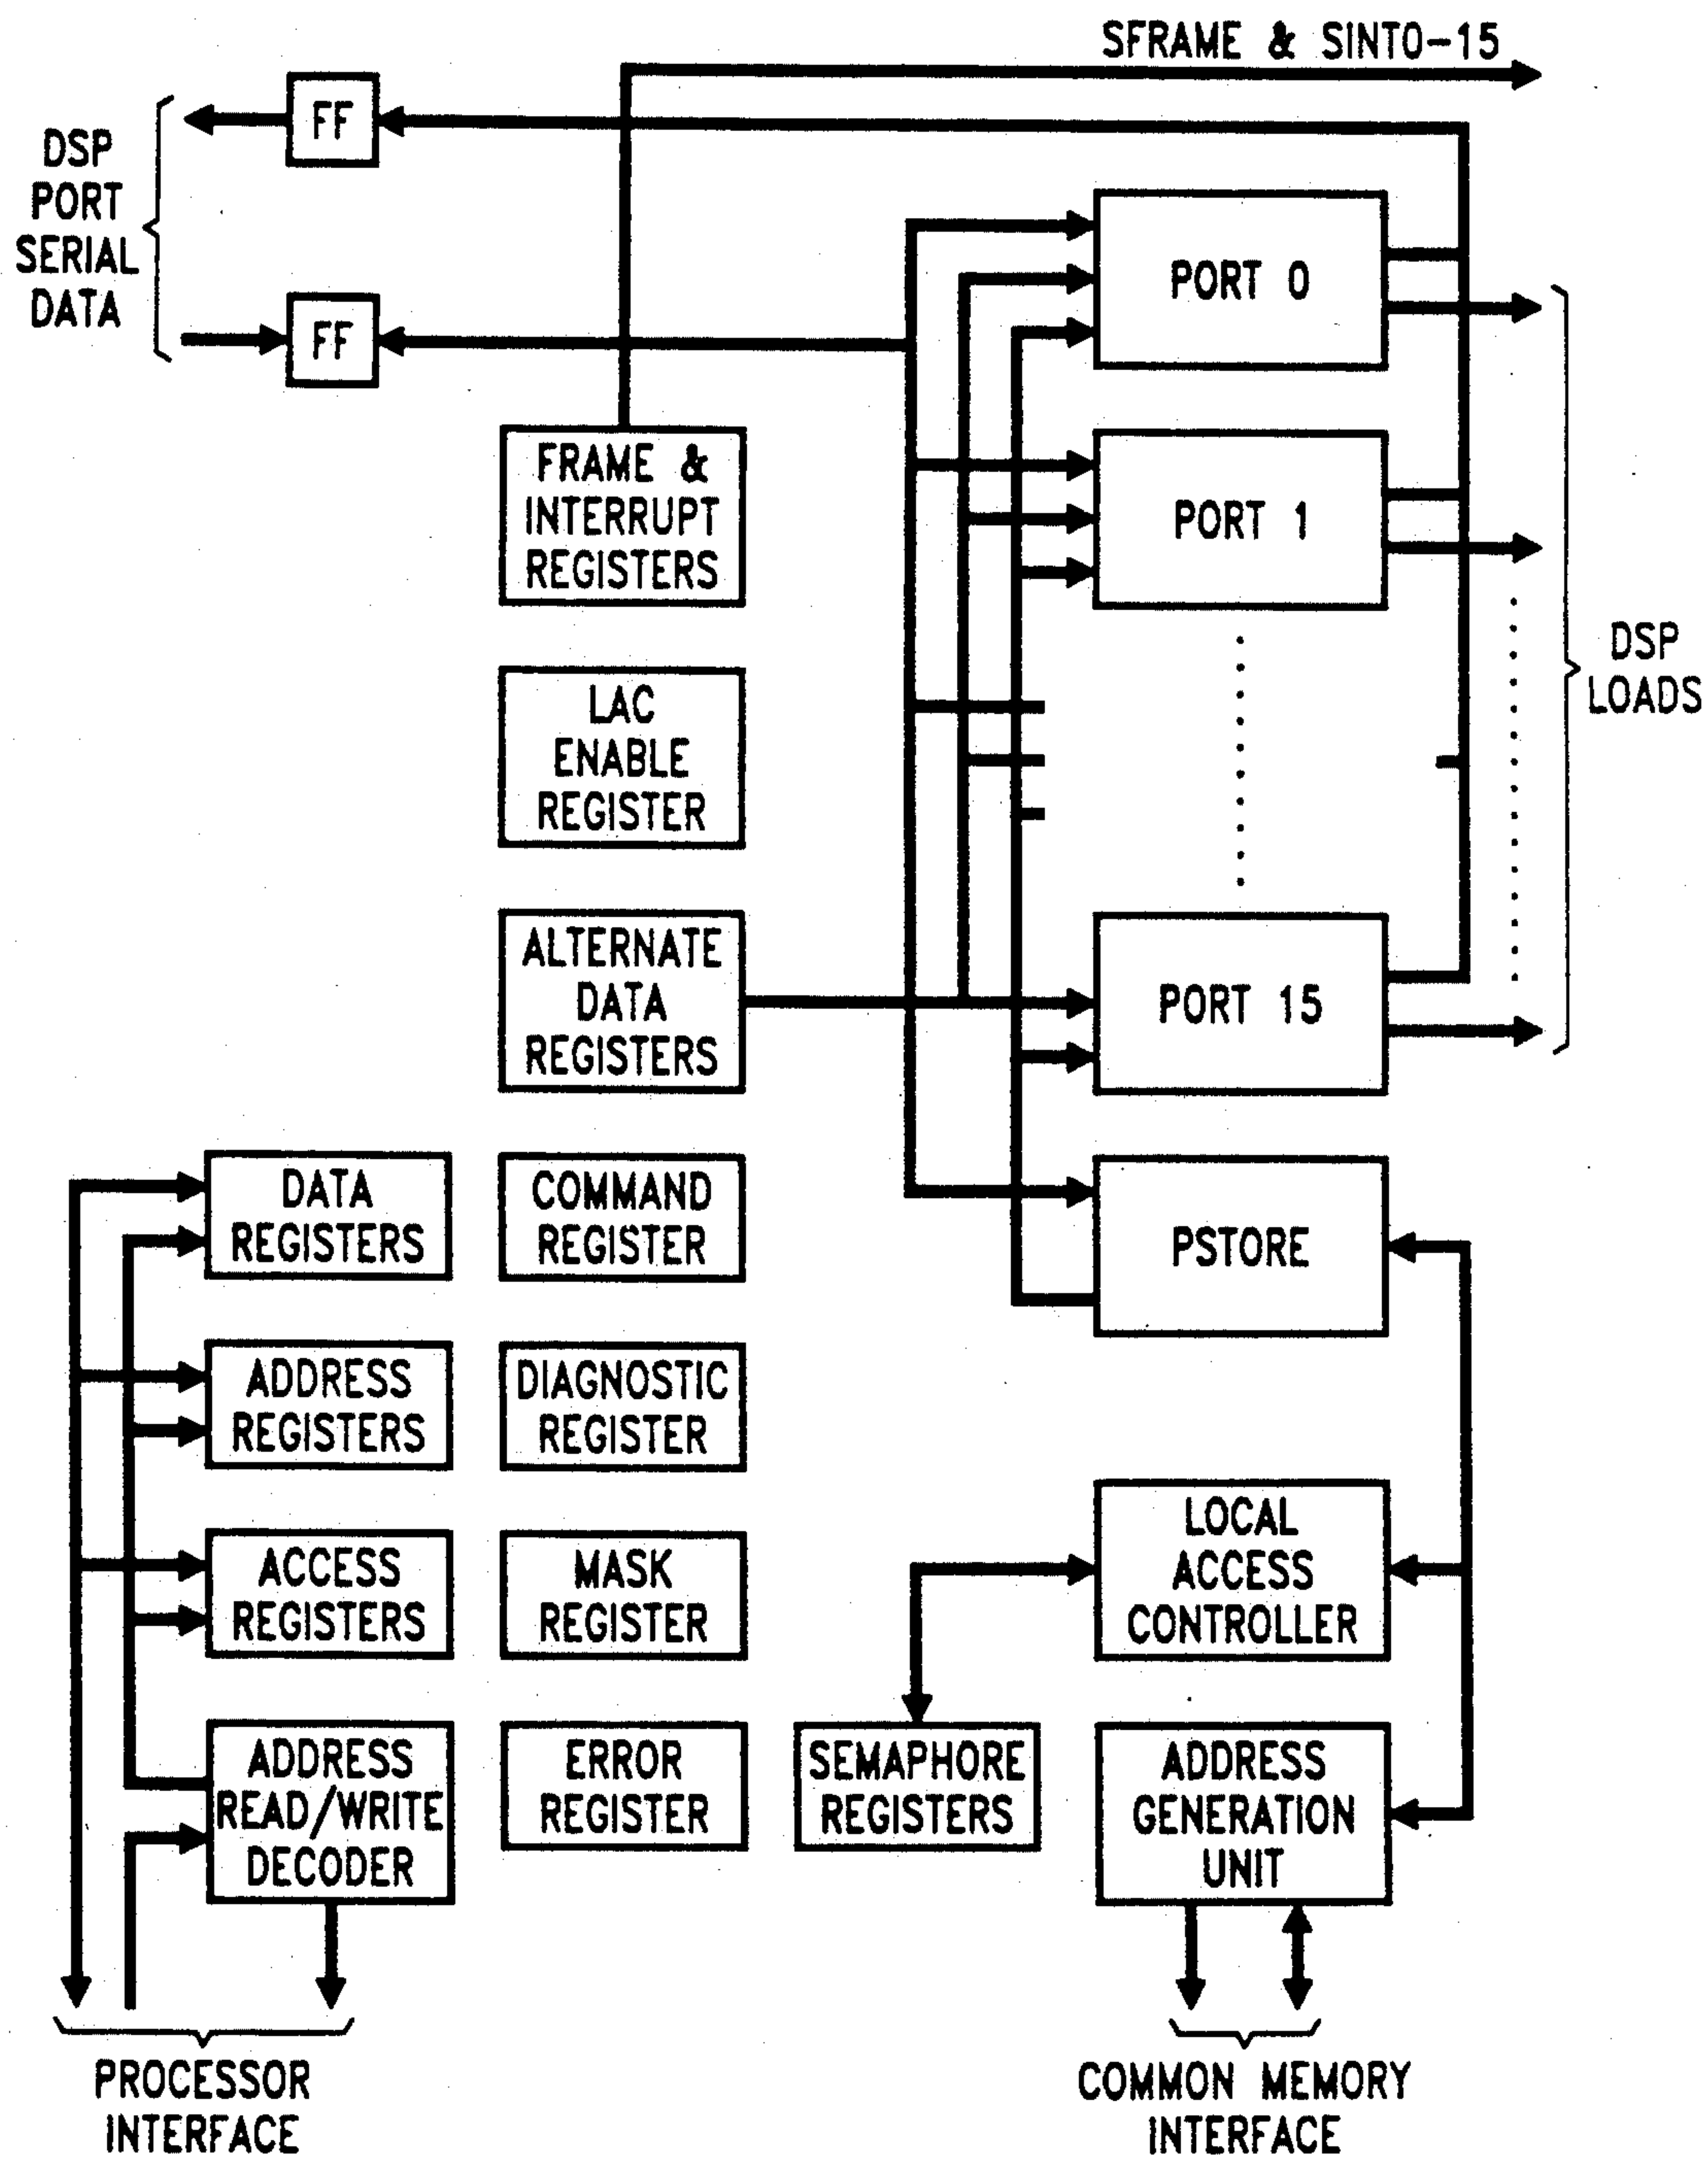 SFRAME & SINT0-15
FF
DSP
PORT
SERIAL
DATA
FF
PORT 0
FRAME &
INTERRUPT
REGISTERS
PORT 1
DSP
LOADS
LAC
ENABLE
REGISTER
ALTERNATE
DATA
REGISTERS
PORT 15
DATA
REGISTERS
COMMAND
REGISTER
PSTORE
ADDRESS
REGISTERS
DIAGNOSTIC
REGISTER
ACCESS
REGISTERS
MASK
REGISTER
LOCAL
ACCESS
CONTROLLER
ADDRESS
READ/WRITE
DECODER
ERROR
REGISTER
SEMAPHORE
REGISTERS
ADDRESS
GENERATION
UNIT
PROCESSOR
INTERFACE
COMMON MEMORY
INTERFACE